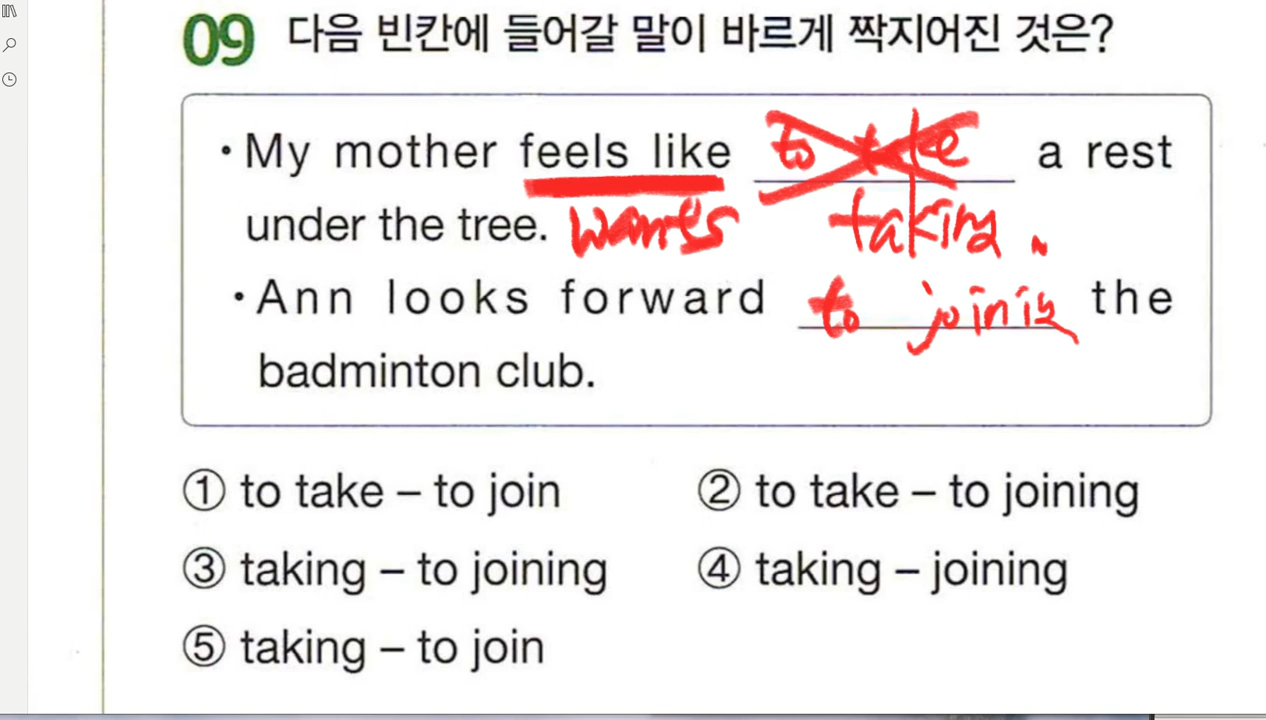 09 다음 빈칸에 들어갈 말이 바르게 짝지어진 것은?
• My mother feels like to take a rest
under the tree. wants taking.
• Ann looks forward to joining the
badminton club.
① to take – to join ② to take – to joining
③ taking – to joining ④ taking – joining
⑤ taking – to join